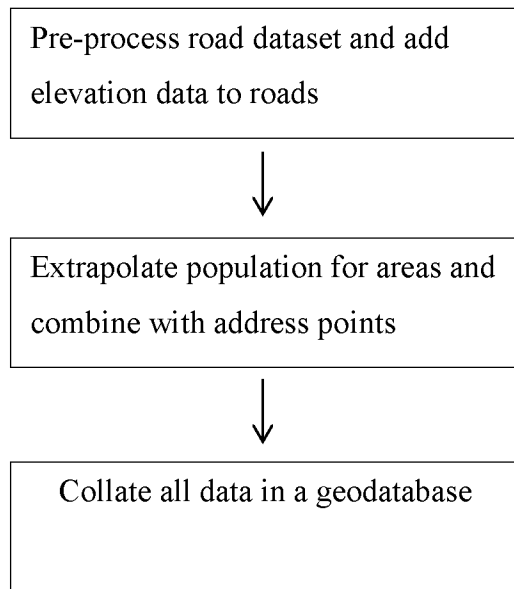 Pre-process road dataset and add
elevation data to roads
Extrapolate population for areas and
combine with address points
Collate all data in a geodatabase